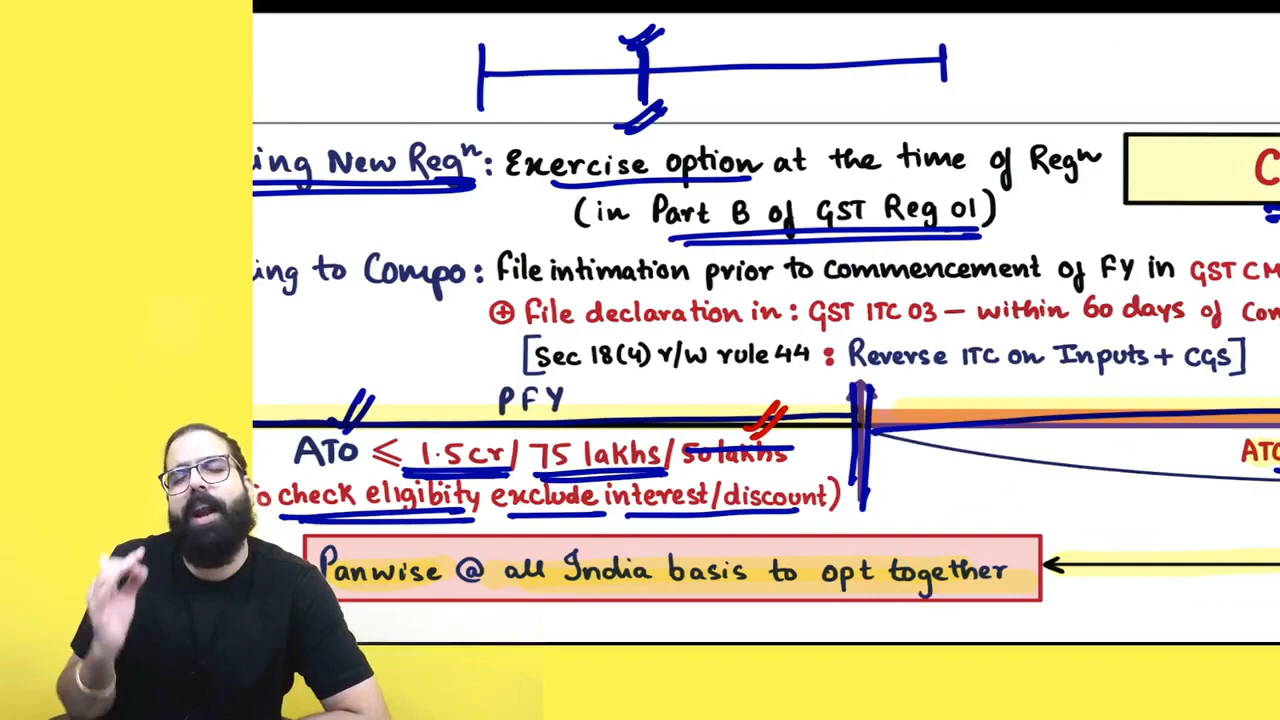 ing New Regⁿ: Exercise option at the time of Regⁿ
(in Part B of GST Reg 01)
ing to Compo: File intimation prior to commencement of FY in GST CM
⊕ File declaration in: GST ITC 03 – within 60 days of Com
[Sec 18(4) r/w rule 44: Reverse ITC on Inputs + CGS]
PFY
ATO ≤ 1.5cr/ 75 lakhs/50 lakhs
ATO
o check eligibity exclude interest/discount)
Panwise @ all India basis to opt together